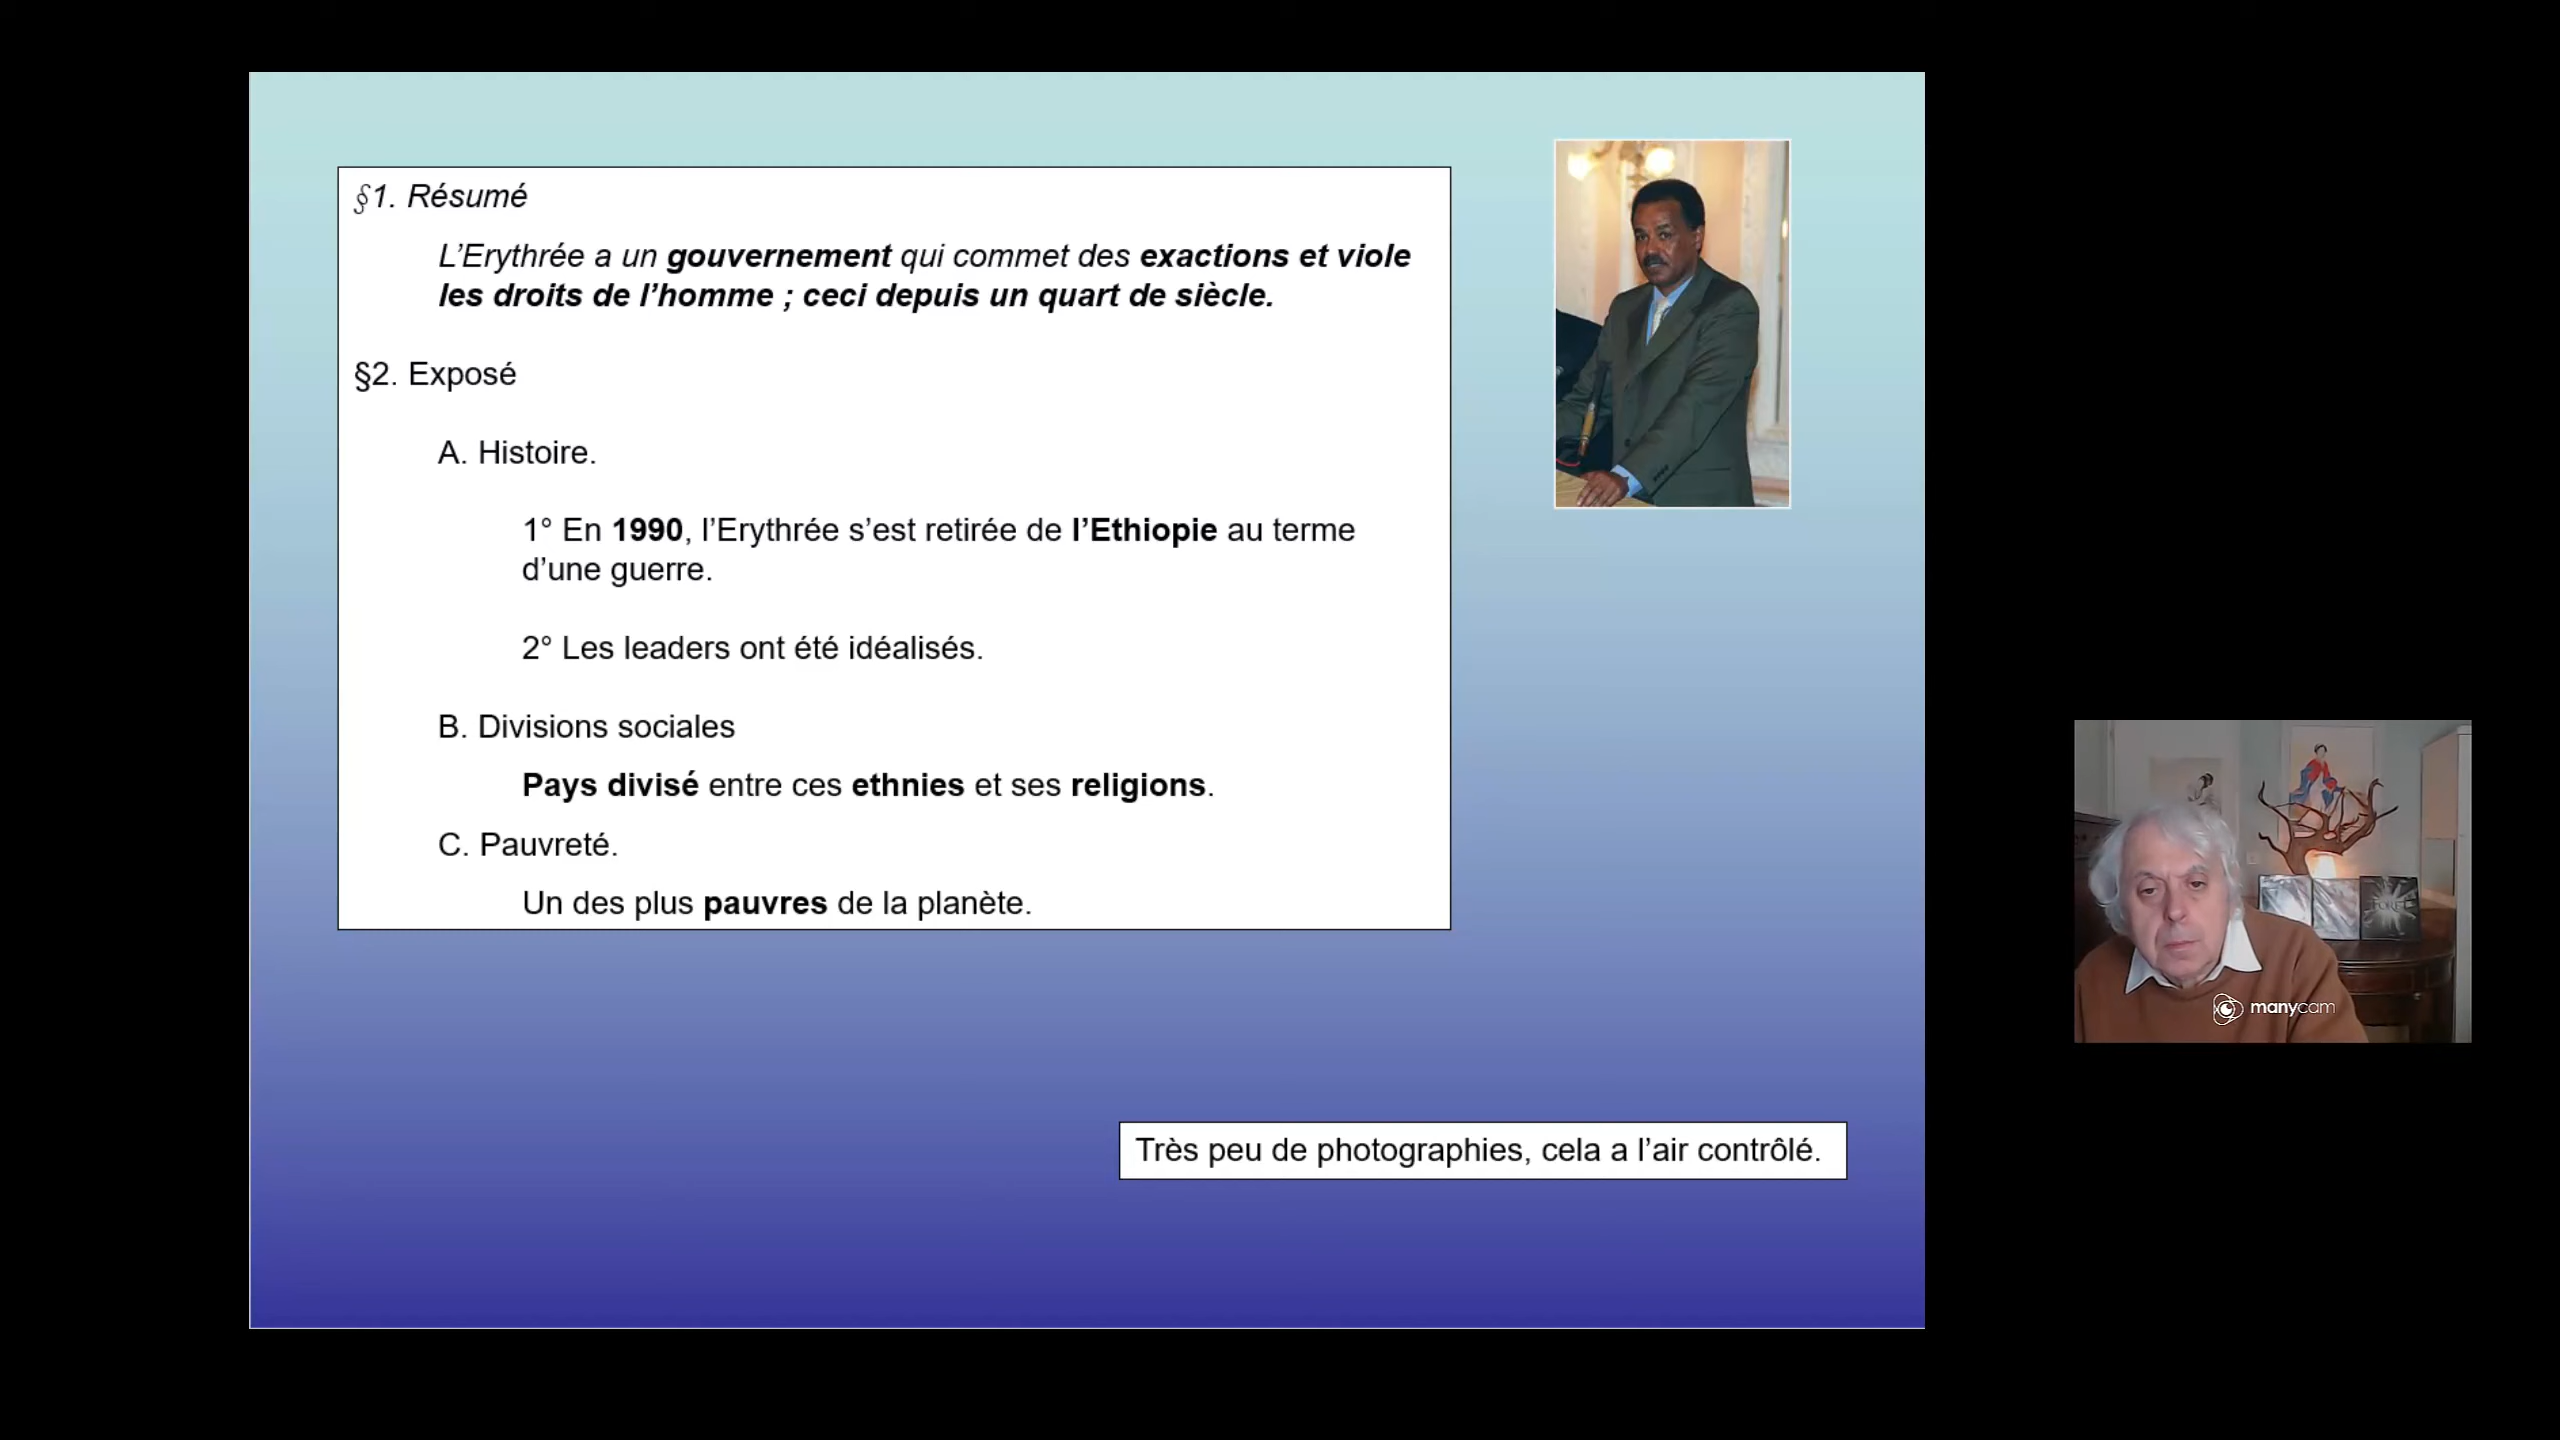 §1. Résumé
L’Erythrée a un gouvernement qui commet des exactions et viole
les droits de l’homme ; ceci depuis un quart de siècle.
§2. Exposé
A. Histoire.
1° En 1990, l’Erythrée s’est retirée de l’Ethiopie au terme
d’une guerre.
2° Les leaders ont été idéalisés.
B. Divisions sociales
Pays divisé entre ces ethnies et ses religions.
C. Pauvreté.
Un des plus pauvres de la planète.
Très peu de photographies, cela a l’air contrôlé.
manycam